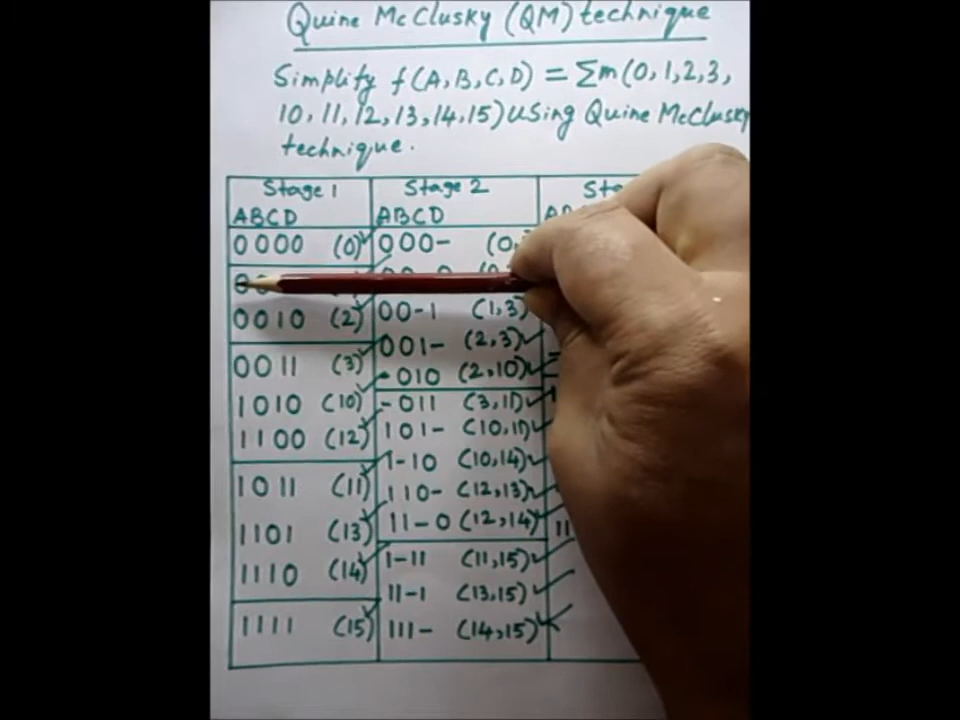 Quine McClusky (QM) technique
Simplify f(A,B,C,D) = Σm(0,1,2,3,
10,11,12,13,14,15) using Quine McClusky
technique.
Stage 1 Stage 2
ABCD ABCD
0000 (0) 000-
0010 (2) 00-1 (1,3)
001- (2,3)
0011 (3) -010 (2,10)
1010 (10) -011 (3,11)
1100 (12) 101- (10,11)
1-10 (10,14)
1011 (11) 110- (12,13)
1101 (13) 11-0 (12,14)
1-11 (11,15)
1110 (14) 11-1 (13,15)
1111 (15) 111- (14,15)